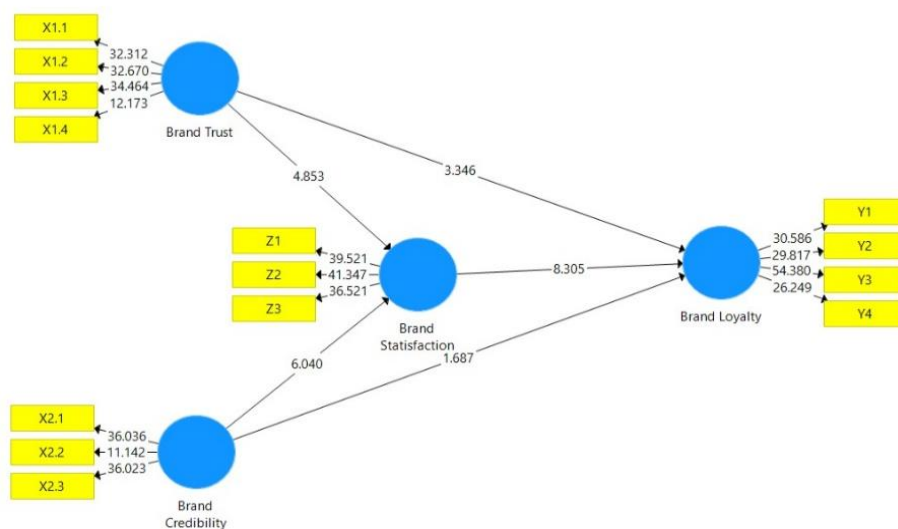 X1.1
32.312
X1.2
32.670
X1.3
34.464
12.173
X1.4
Brand Trust
4.853
3.346
Z1
39.521
Z2
41.347
Z3
36.521
Brand
Statisfaction
8.305
Y1
30.586
Y2
29.817
54.380
Y3
26.249
Y4
Brand Loyalty
6.040
1.687
X2.1
36.036
X2.2
11.142
36.023
X2.3
Brand
Credibility